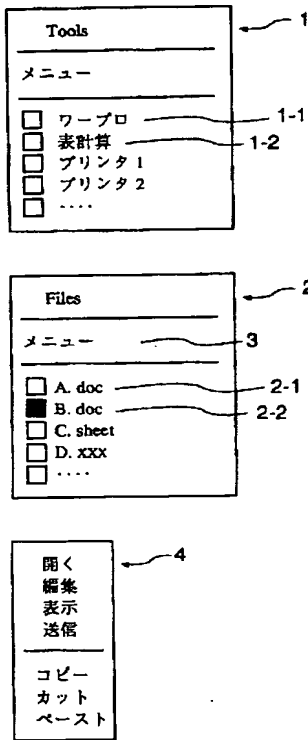 Tools
1
メニュー
ワープロ
1-1
表計算
1-2
プリンタ 1
プリンタ 2
....
Files
2
メニュー
3
A. doc
2-1
B. doc
2-2
C. sheet
D. xxx
....
開く
4
編集
表示
送信
コピー
カット
ペースト